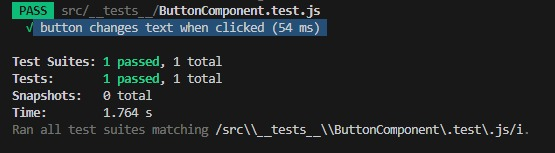 PASS src/__tests__/ButtonComponent.test.js
√ button changes text when clicked (54 ms)
Test Suites: 1 passed, 1 total
Tests: 1 passed, 1 total
Snapshots: 0 total
Time: 1.764 s
Ran all test suites matching /src\\__tests__\\ButtonComponent\.test\.js/i.